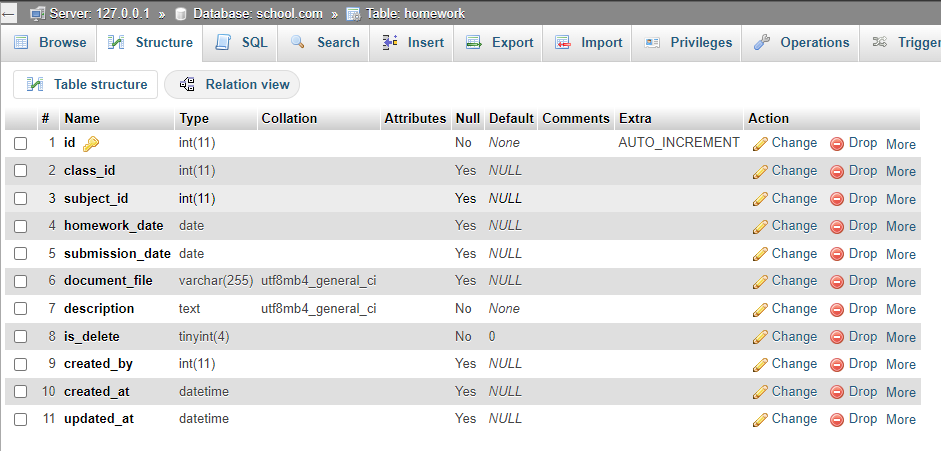 Server: 127.0.0.1 » Database: school.com » Table: homework
Browse Structure SQL Search Insert Export Import Privileges Operations Trigger
Table structure Relation view
# Name Type Collation Attributes Null Default Comments Extra Action
1 id int(11) No None AUTO_INCREMENT Change Drop More
2 class_id int(11) Yes NULL Change Drop More
3 subject_id int(11) Yes NULL Change Drop More
4 homework_date date Yes NULL Change Drop More
5 submission_date date Yes NULL Change Drop More
6 document_file varchar(255) utf8mb4_general_ci Yes NULL Change Drop More
7 description text utf8mb4_general_ci No None Change Drop More
8 is_delete tinyint(4) No 0 Change Drop More
9 created_by int(11) Yes NULL Change Drop More
10 created_at datetime Yes NULL Change Drop More
11 updated_at datetime Yes NULL Change Drop More